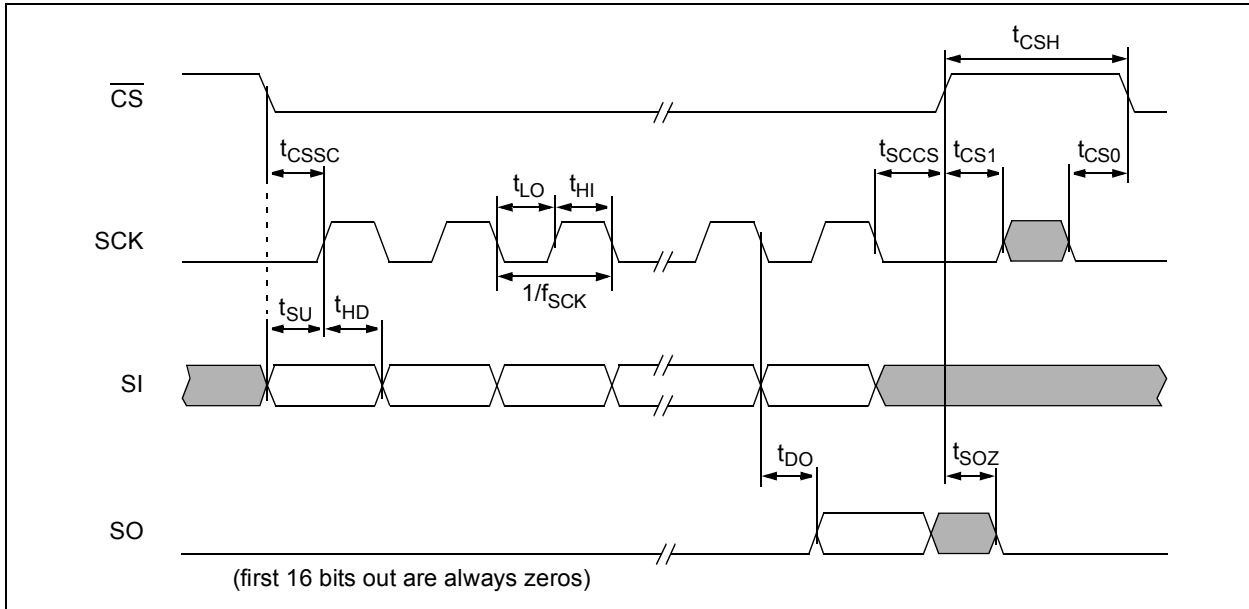 tCSH
CS
tCSSC
tSCCS
tCS1
tCS0
tLO
tHI
SCK
1/fSCK
tSU
tHD
SI
tDO
tSOZ
SO
(first 16 bits out are always zeros)